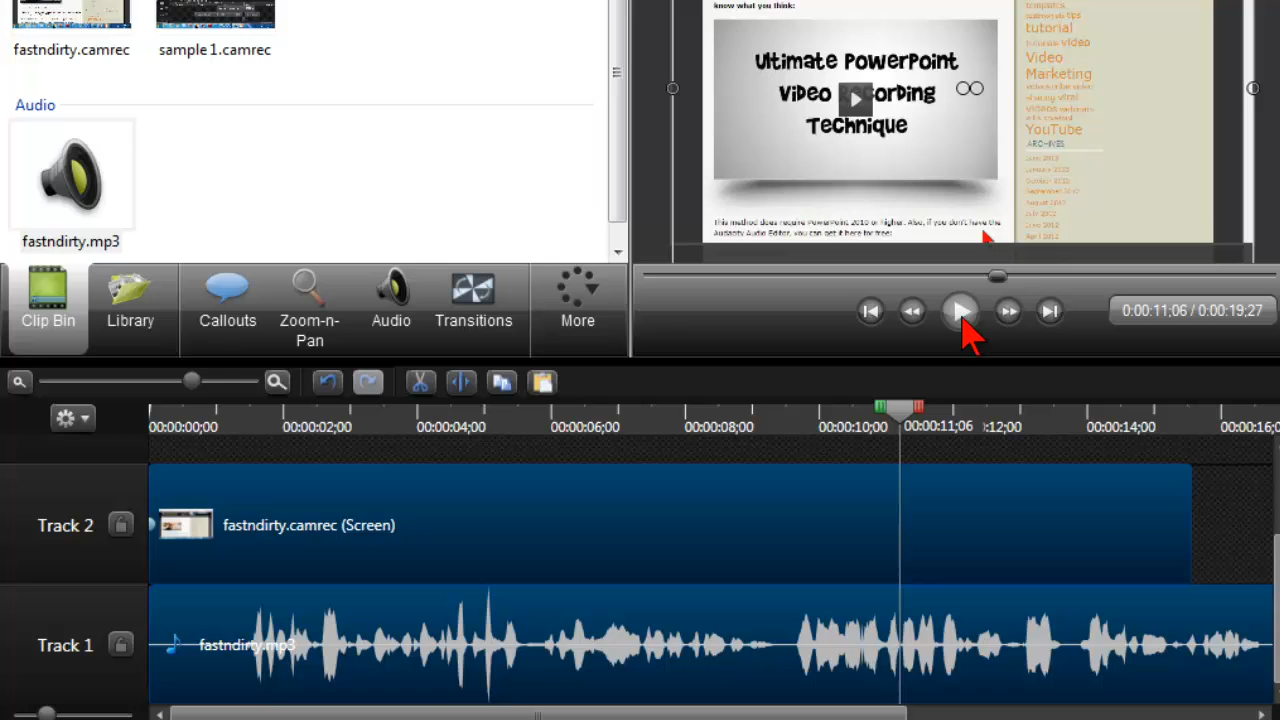 know what you think:
fastndirty.camrec
sample 1.camrec
Audio
fastndirty.mp3
Ultimate PowerPoint
Video Recording
Technique
This method does require PowerPoint 2010 or higher. Also, if you don't have the
Audacity Audio Editor, you can get it here for free:
templates
tips
tutorial
video
Video
Marketing
viral
videos
YouTube
ARCHIVES
Clip Bin
Library
Callouts
Zoom-n-
Pan
Audio
Transitions
More
0:00:11;06 / 0:00:19;27
00:00:00;00
00:00:02;00
00:00:04;00
00:00:06;00
00:00:08;00
00:00:10;00
00:00:11;06
:12;00
00:00:14;00
00:00:16;0
Track 2
fastndirty.camrec (Screen)
Track 1
fastndirty.mp3